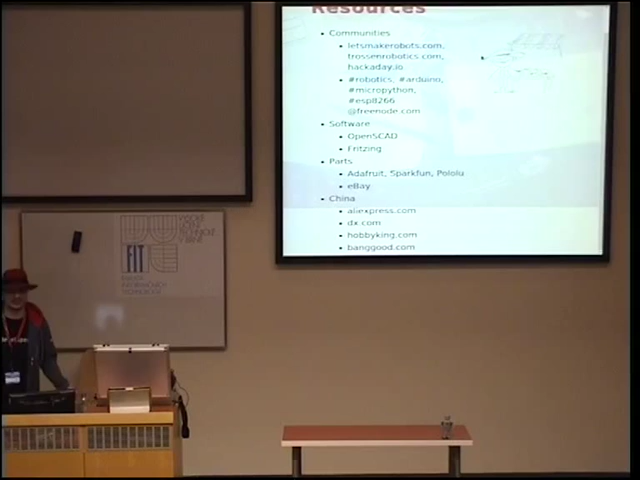 Resources
• Communities
• letsmakerobots.com,
trossenrobotics.com,
hackaday.io
• #robotics, #arduino,
#micropython,
#esp8266
@freenode.com
• Software
• OpenSCAD
• Fritzing
• Parts
• Adafruit, Sparkfun, Pololu
• eBay
• China
• aliexpress.com
• dx.com
• hobbyking.com
• banggood.com
FIT